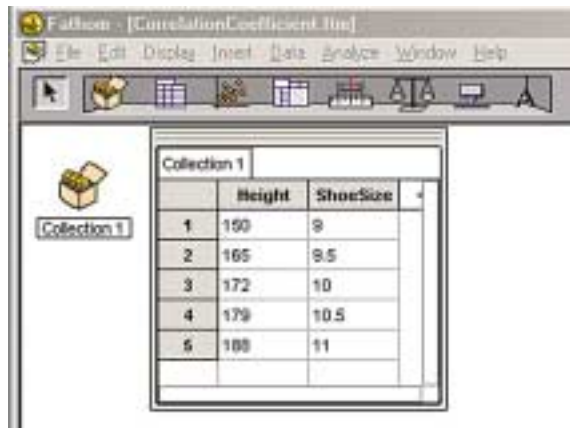 Fathom - [CorrelationCoefficient.ftm]
File Edit Display Insert Data Analyze Window Help
Collection 1
Collection 1
Height ShoeSize
1 150 9
2 165 9.5
3 172 10
4 179 10.5
5 188 11